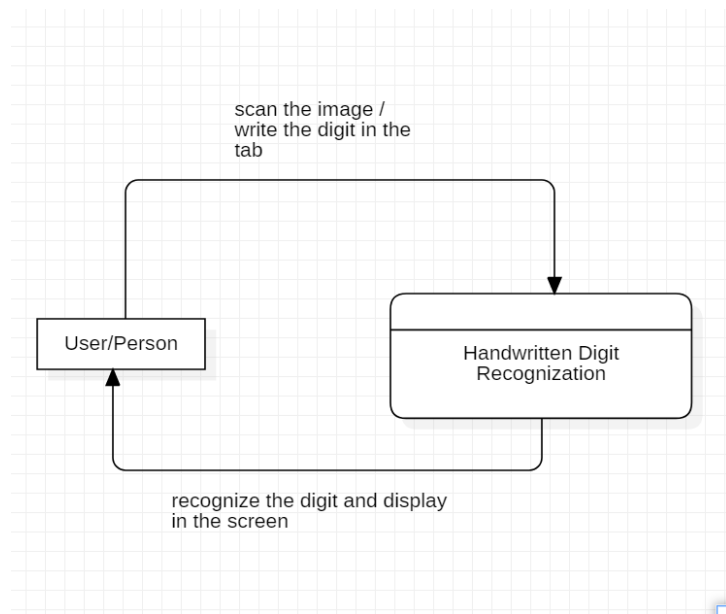 scan the image /
write the digit in the
tab
User/Person
Handwritten Digit
Recognization
recognize the digit and display
in the screen